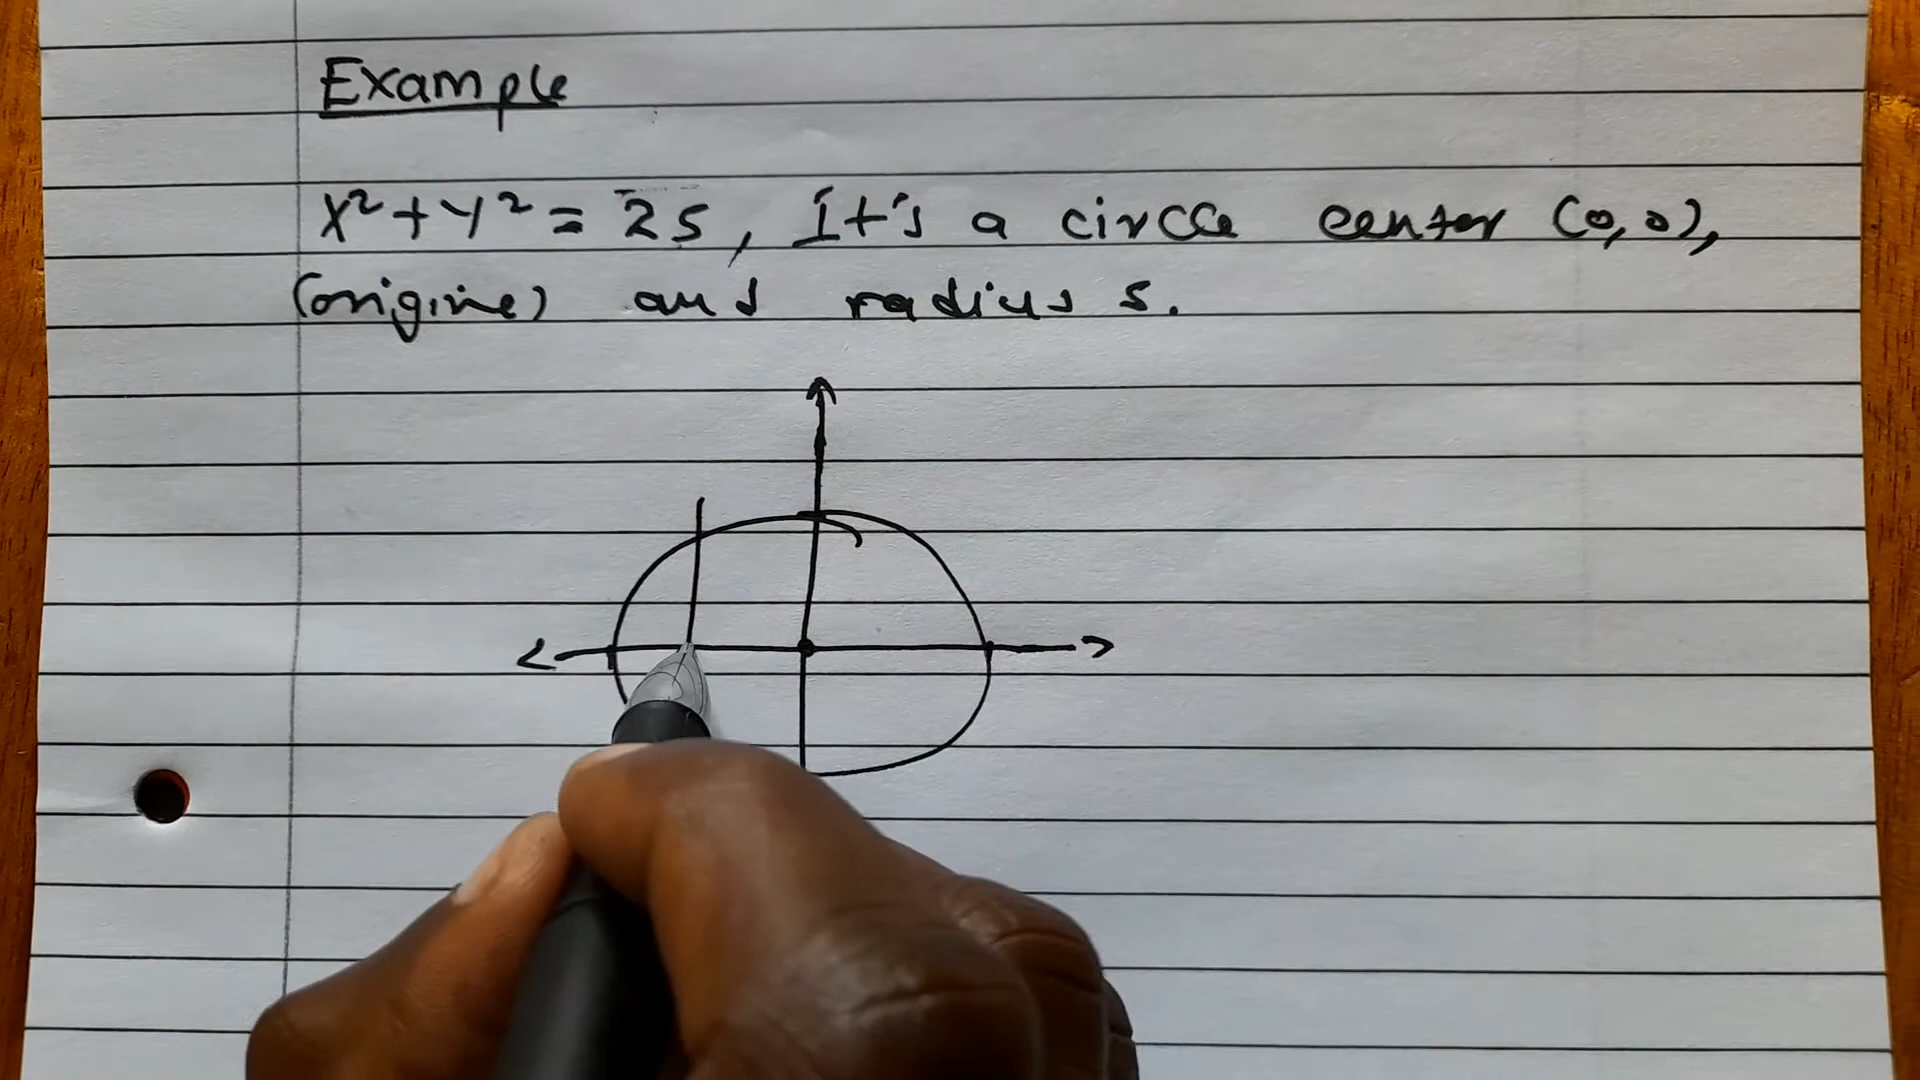 Example
x²+y²=25, It's a circle center (0,0),
(origine) and radius 5.